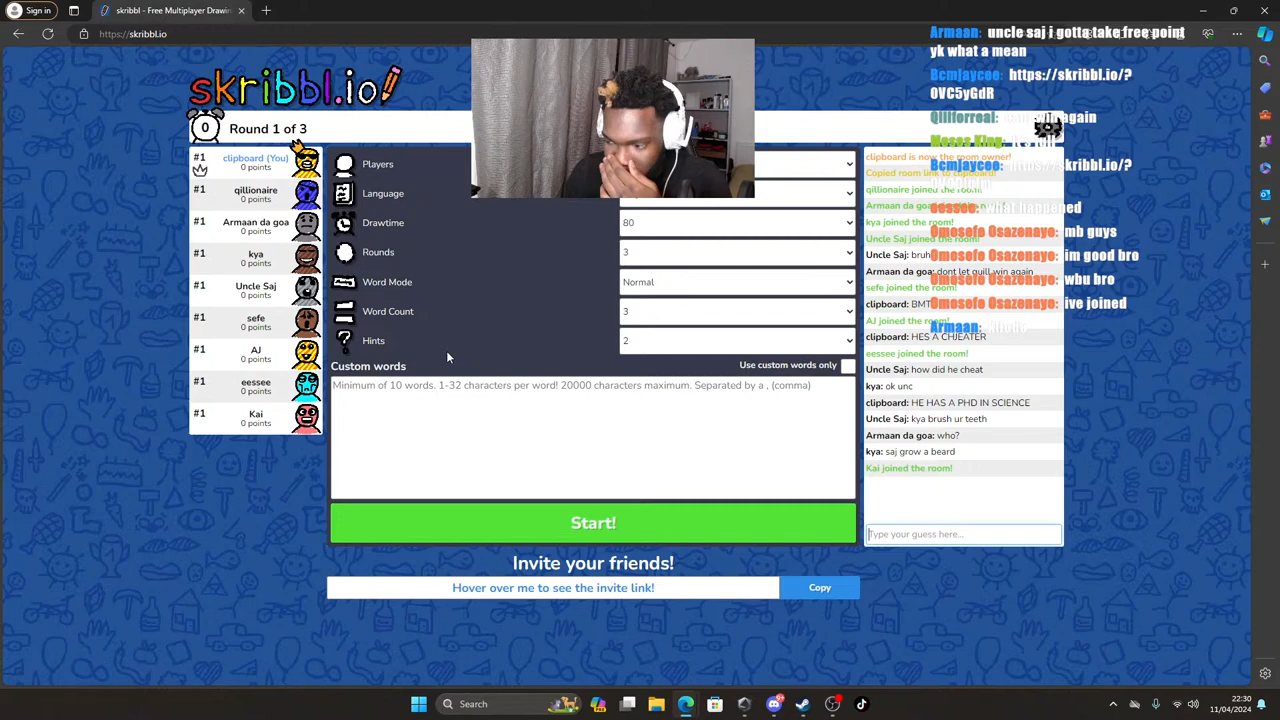 Sign in
skribbl - Free Multiplayer Drawin
https://skribbl.io
skribbl.io
0
Round 1 of 3
#1
clipboard (You)
0 points
#1
qillionaire
0 points
#1
Armaan da goa
0 points
#1
kya
0 points
#1
Uncle Saj
0 points
#1
sefe
0 points
#1
AJ
0 points
#1
eessee
0 points
#1
Kai
0 points
Players
Language
Drawtime
80
Rounds
3
Word Mode
Normal
Word Count
3
Hints
2
Custom words
Use custom words only
Minimum of 10 words. 1-32 characters per word! 20000 characters maximum. Separated by a , (comma)
Start!
Invite your friends!
Hover over me to see the invite link!
Copy
Armaan: uncle saj i gotta take free point
yk what a mean
Bcmjaycee: https://skribbl.io/?
OVC5yGdR
Qilliforreal: win again
Moses King:
Bcmjaycee: https://skribbl.io/?
eessee: what happened
Omosefe Osazenaye: mb guys
Omosefe Osazenaye: im good bro
Omosefe Osazenaye: wbu bro
Omosefe Osazenaye: ive joined
Armaan:
clipboard is now the room owner!
Copied room link to clipboard!
qillionaire joined the room!
Armaan da goa
kya joined the room!
Uncle Saj joined the room!
Uncle Saj: bruh
Armaan da goa: dont let quill win again
sefe joined the room!
clipboard: BMT
AJ joined the room!
clipboard: HES A CHEATER
eessee joined the room!
Uncle Saj: how did he cheat
kya: ok unc
clipboard: HE HAS A PHD IN SCIENCE
Uncle Saj: kya brush ur teeth
Armaan da goa: who?
kya: saj grow a beard
Kai joined the room!
Type your guess here...
Search
22:30
11/04/2024